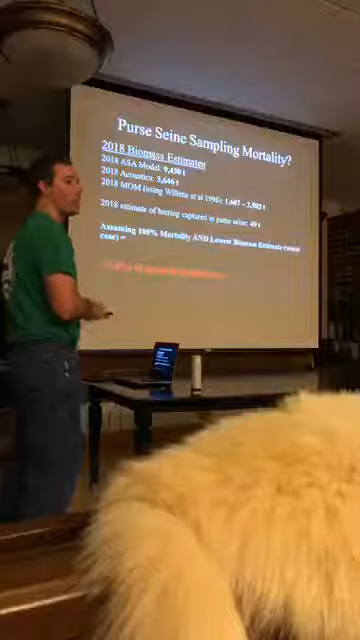 Purse Seine Sampling Mortality?
2018 Biomass Estimates
2018 ASA Model: 9,430 t
2018 Acoustics: 3,646 t
2018 MOM (using Willette et al 1998): 1,687 - 2,983 t
2018 estimate of herring captured in purse seine: 40 t
Assuming 100% Mortality AND Lowest Biomass Estimate (worst
case) =